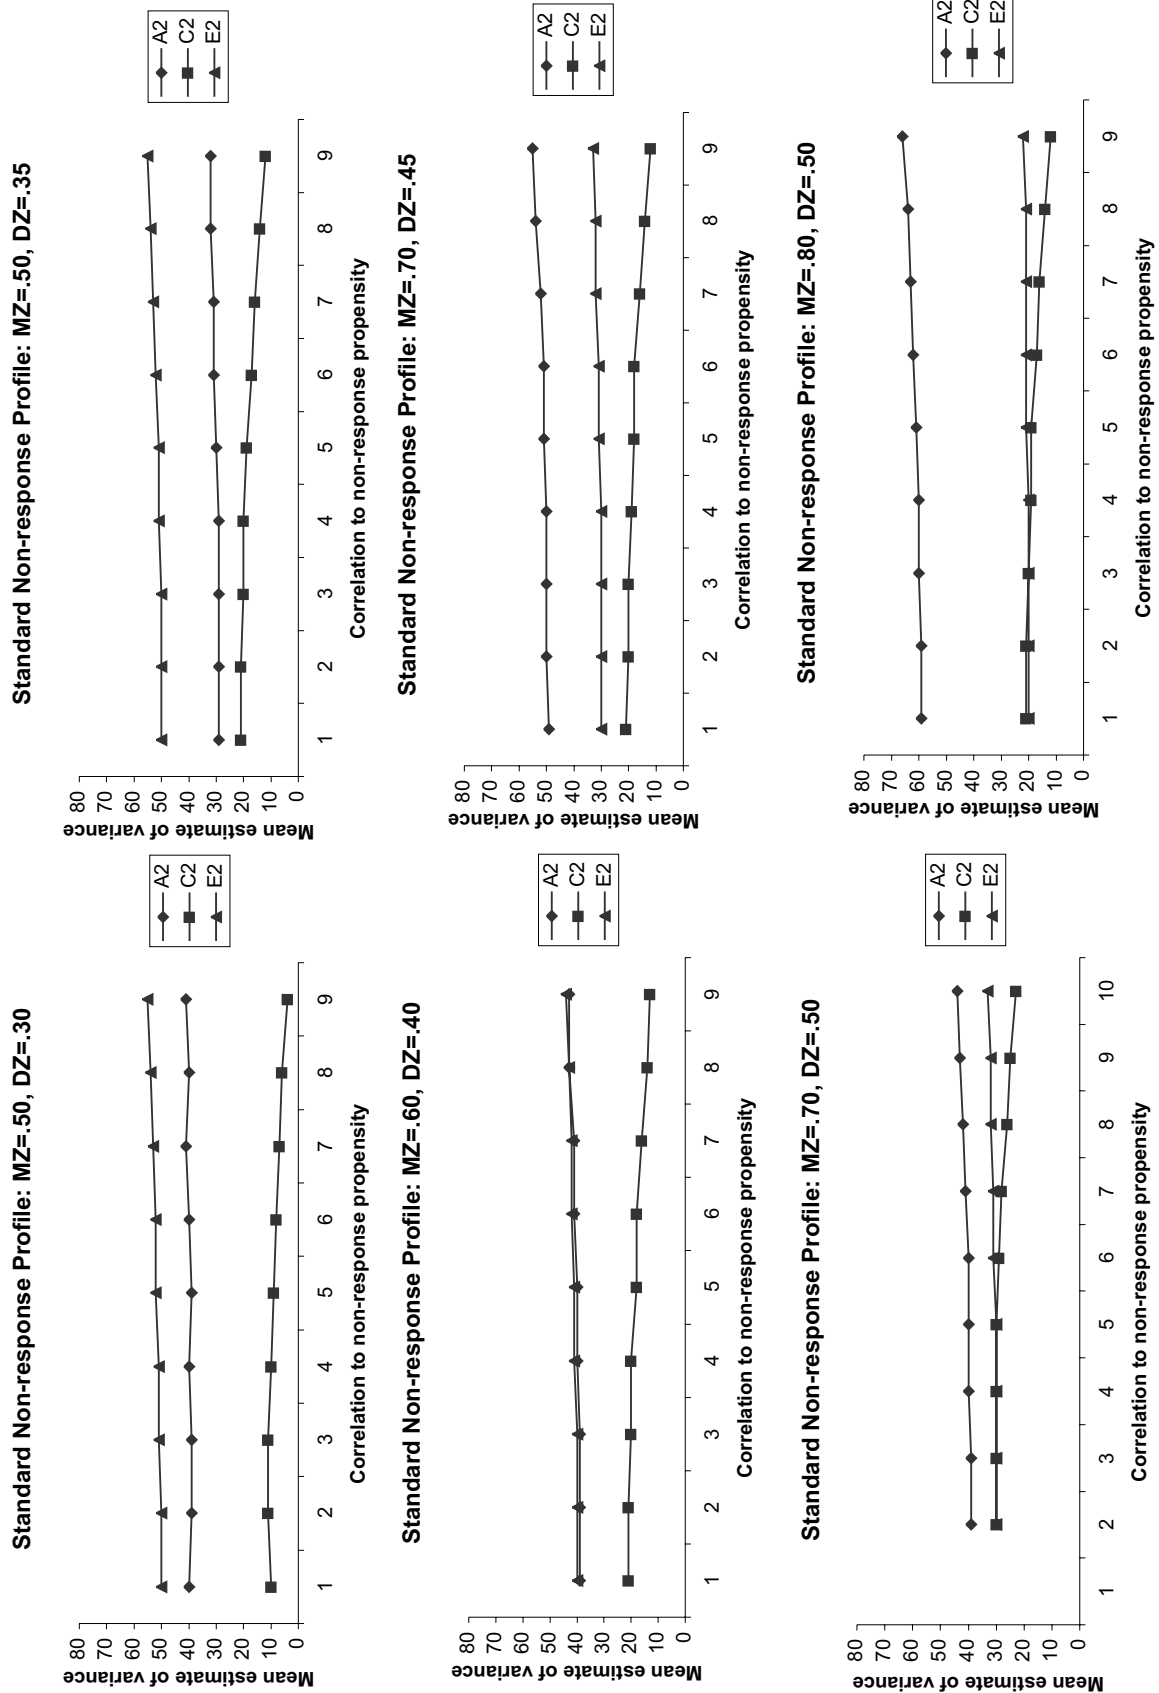 Standard Non-response Profile: MZ=.50, DZ=.30
Mean estimate of variance
80
70
60
50
40
30
20
10
0
1 2 3 4 5 6 7 8 9
Correlation to non-response propensity
A2
C2
E2
Standard Non-response Profile: MZ=.50, DZ=.35
Mean estimate of variance
80
70
60
50
40
30
20
10
0
1 2 3 4 5 6 7 8 9
Correlation to non-response propensity
A2
C2
E2
Standard Non-response Profile: MZ=.60, DZ=.40
Mean estimate of variance
80
70
60
50
40
30
20
10
0
1 2 3 4 5 6 7 8 9
Correlation to non-response propensity
A2
C2
E2
Standard Non-response Profile: MZ=.70, DZ=.45
Mean estimate of variance
80
70
60
50
40
30
20
10
0
1 2 3 4 5 6 7 8 9
Correlation to non-response propensity
A2
C2
E2
Standard Non-response Profile: MZ=.70, DZ=.50
Mean estimate of variance
80
70
60
50
40
30
20
10
0
1 2 3 4 5 6 7 8 9 10
Correlation to non-response propensity
A2
C2
E2
Standard Non-response Profile: MZ=.80, DZ=.50
Mean estimate of variance
80
70
60
50
40
30
20
10
0
1 2 3 4 5 6 7 8 9
Correlation to non-response propensity
A2
C2
E2